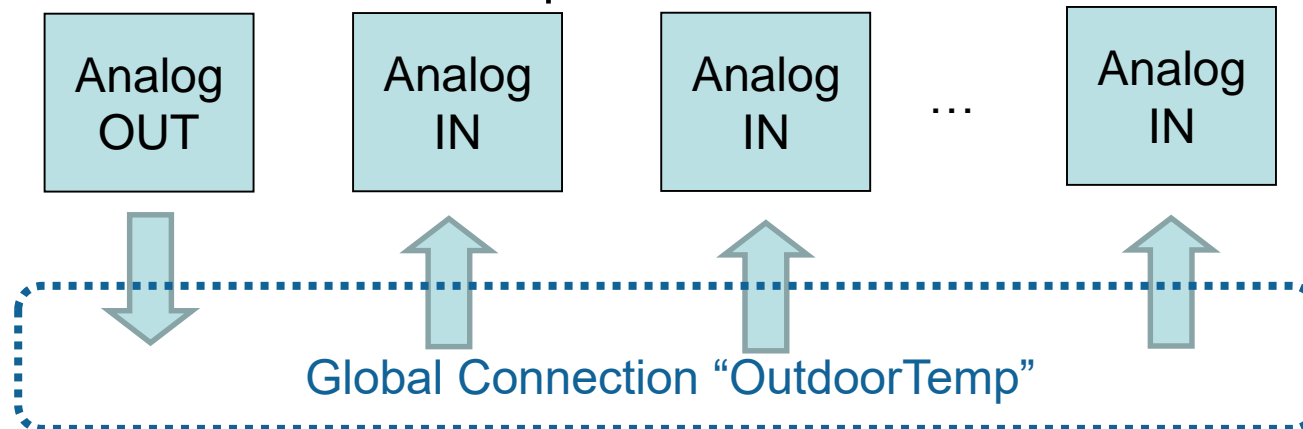 Analog
OUT
Analog
IN
Analog
IN
…
Analog
IN
Global Connection “OutdoorTemp”